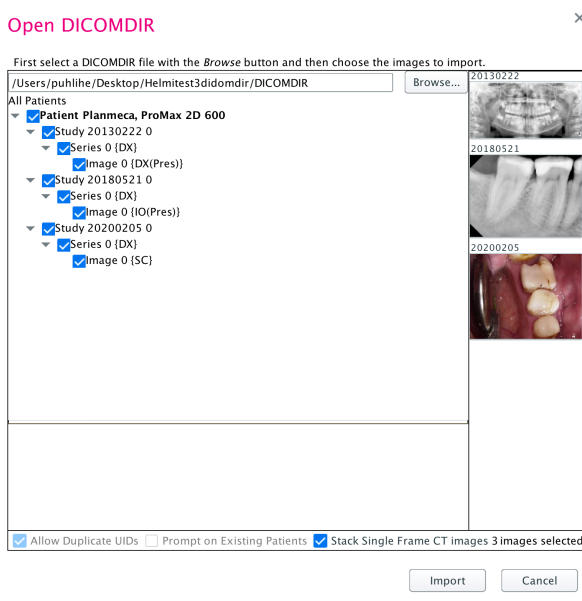 Open DICOMDIR
First select a DICOMDIR file with the Browse button and then choose the images to import.
/Users/puhlihe/Desktop/Helmitest3didomdir/DICOMDIR
Browse...
All Patients
Patient Planmeca, ProMax 2D 600
Study 20130222 0
Series 0 {DX}
Image 0 {DX(Pres)}
Study 20180521 0
Series 0 {DX}
Image 0 {IO(Pres)}
Study 20200205 0
Series 0 {DX}
Image 0 {SC}
20130222
20180521
20200205
Allow Duplicate UIDs Prompt on Existing Patients Stack Single Frame CT images 3 images selected
Import Cancel